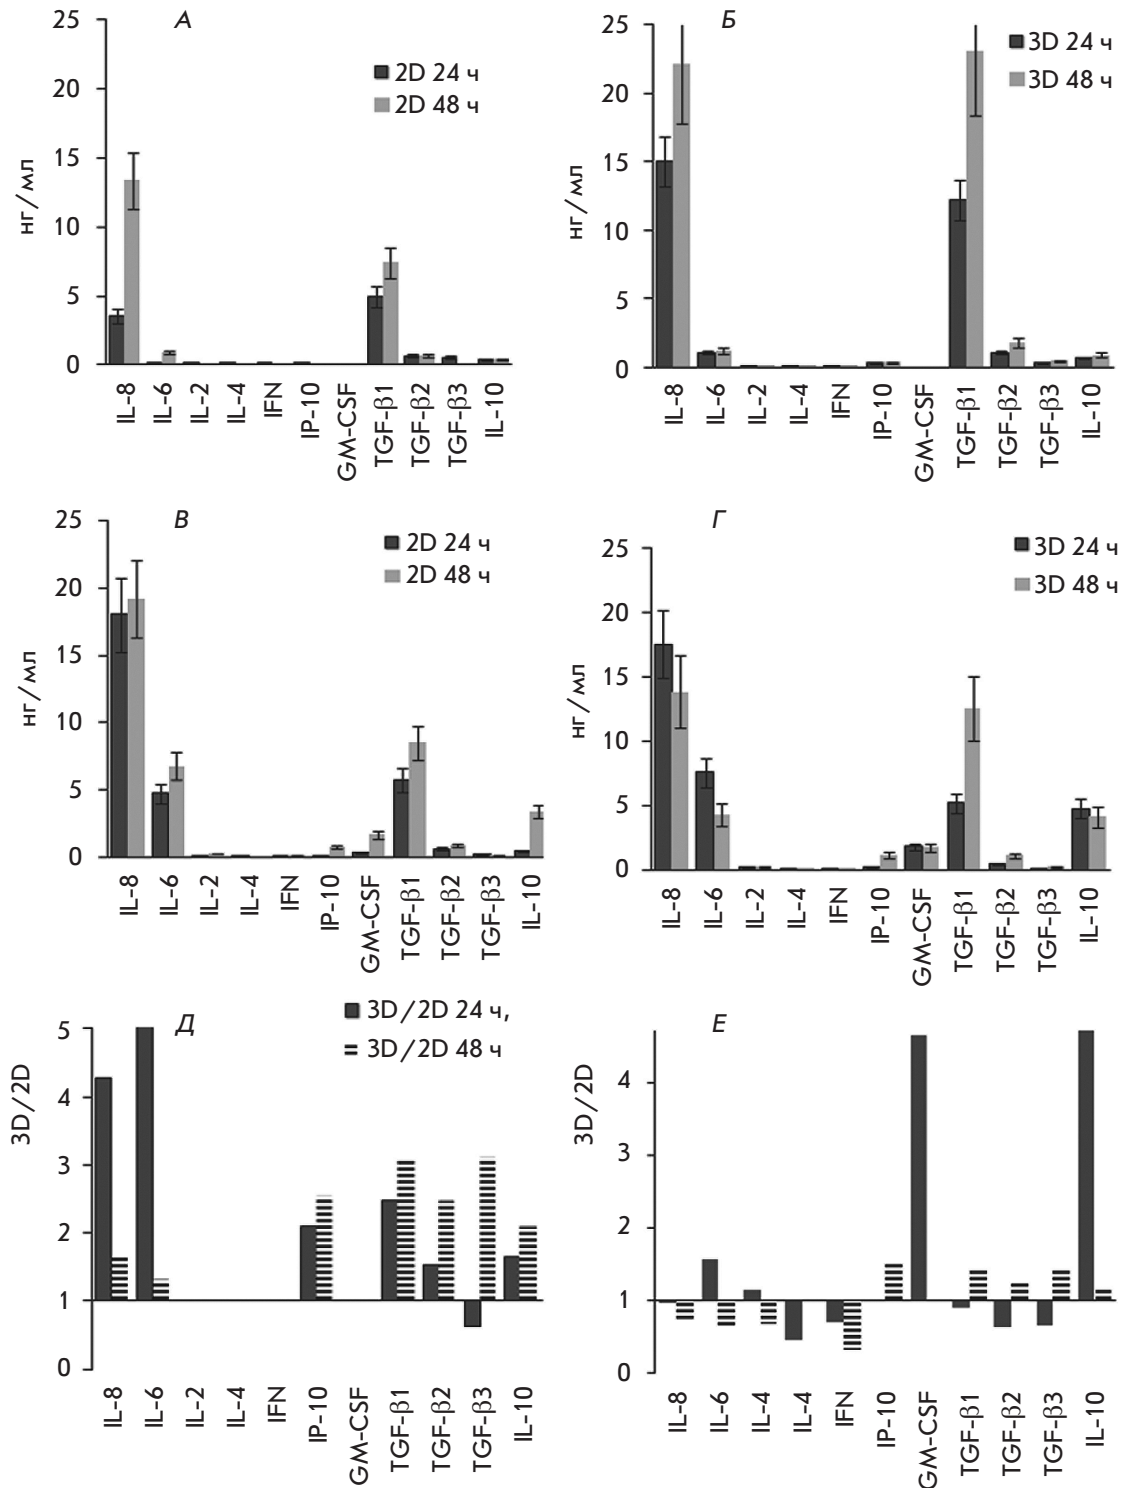 А
25
20
15
10
5
0
нг/мл
2D 24 ч
2D 48 ч
IL-8
IL-6
IL-2
IL-4
IFN
IP-10
GM-CSF
TGF-β1
TGF-β2
TGF-β3
IL-10
Б
25
20
15
10
5
0
нг/мл
3D 24 ч
3D 48 ч
IL-8
IL-6
IL-2
IL-4
IFN
IP-10
GM-CSF
TGF-β1
TGF-β2
TGF-β3
IL-10
В
25
20
15
10
5
0
нг/мл
2D 24 ч
2D 48 ч
IL-8
IL-6
IL-2
IL-4
IFN
IP-10
GM-CSF
TGF-β1
TGF-β2
TGF-β3
IL-10
Г
25
20
15
10
5
0
нг/мл
3D 24 ч
3D 48 ч
IL-8
IL-6
IL-2
IL-4
IFN
IP-10
GM-CSF
TGF-β1
TGF-β2
TGF-β3
IL-10
Д
5
4
3
2
1
0
3D/2D
3D/2D 24 ч,
3D/2D 48 ч
IL-8
IL-6
IL-2
IL-4
IFN
IP-10
GM-CSF
TGF-β1
TGF-β2
TGF-β3
IL-10
Е
4
3
2
1
0
3D/2D
IL-8
IL-6
IL-4
IL-4
IFN
IP-10
GM-CSF
TGF-β1
TGF-β2
TGF-β3
IL-10